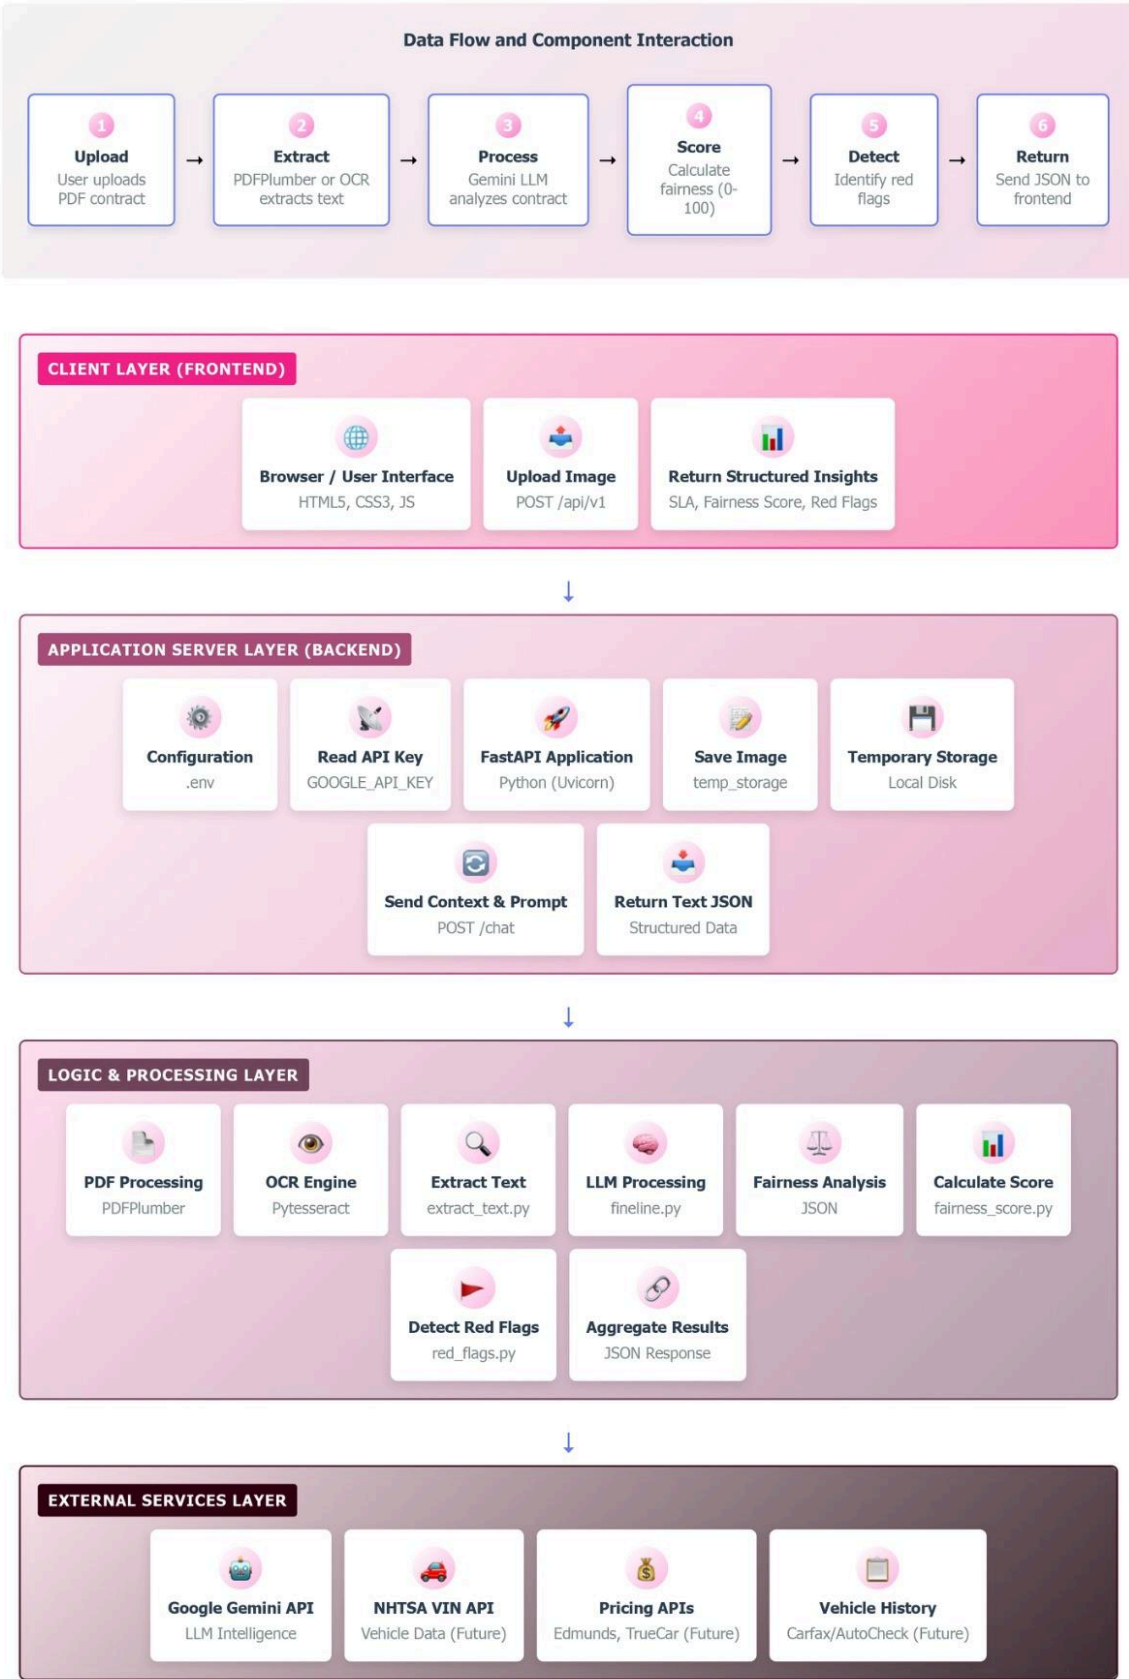 Data Flow and Component Interaction
1
Upload
User uploads
PDF contract
→
2
Extract
PDFPlumber or OCR
extracts text
→
3
Process
Gemini LLM
analyzes contract
→
4
Score
Calculate
fairness (0-
100)
→
5
Detect
Identify red
flags
→
6
Return
Send JSON to
frontend
CLIENT LAYER (FRONTEND)
Browser / User Interface
HTML5, CSS3, JS
Upload Image
POST /api/v1
Return Structured Insights
SLA, Fairness Score, Red Flags
↓
APPLICATION SERVER LAYER (BACKEND)
Configuration
.env
Read API Key
GOOGLE_API_KEY
FastAPI Application
Python (Uvicorn)
Save Image
temp_storage
Temporary Storage
Local Disk
Send Context & Prompt
POST /chat
Return Text JSON
Structured Data
↓
LOGIC & PROCESSING LAYER
PDF Processing
PDFPlumber
OCR Engine
Pytesseract
Extract Text
extract_text.py
LLM Processing
fineline.py
Fairness Analysis
JSON
Calculate Score
fairness_score.py
Detect Red Flags
red_flags.py
Aggregate Results
JSON Response
↓
EXTERNAL SERVICES LAYER
Google Gemini API
LLM Intelligence
NHTSA VIN API
Vehicle Data (Future)
Pricing APIs
Edmunds, TrueCar (Future)
Vehicle History
Carfax/AutoCheck (Future)